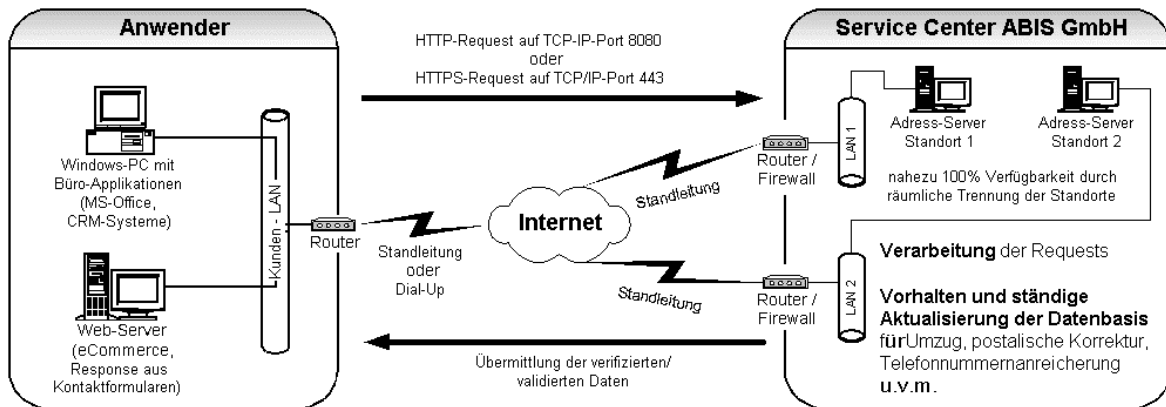 Anwender
Windows-PC mit
Büro-Applikationen
(MS-Office,
CRM-Systeme)
Web-Server
(eCommerce,
Response aus
Kontaktformularen)
Kunden - LAN
Router
HTTP-Request auf TCP-IP-Port 8080
oder
HTTPS-Request auf TCP/IP-Port 443
Standleitung
oder
Dial-Up
Internet
Standleitung
Standleitung
Übermittlung der verifizierten/
validierten Daten
Router /
Firewall
Router /
Firewall
Service Center ABIS GmbH
LAN 1
Adress-Server
Standort 1
Adress-Server
Standort 2
nahezu 100% Verfügbarkeit durch
räumliche Trennung der Standorte
LAN 2
Verarbeitung der Requests
Vorhalten und ständige
Aktualisierung der Datenbasis
fürUmzug, postalische Korrektur,
Telefonnummernanreicherung
u.v.m.